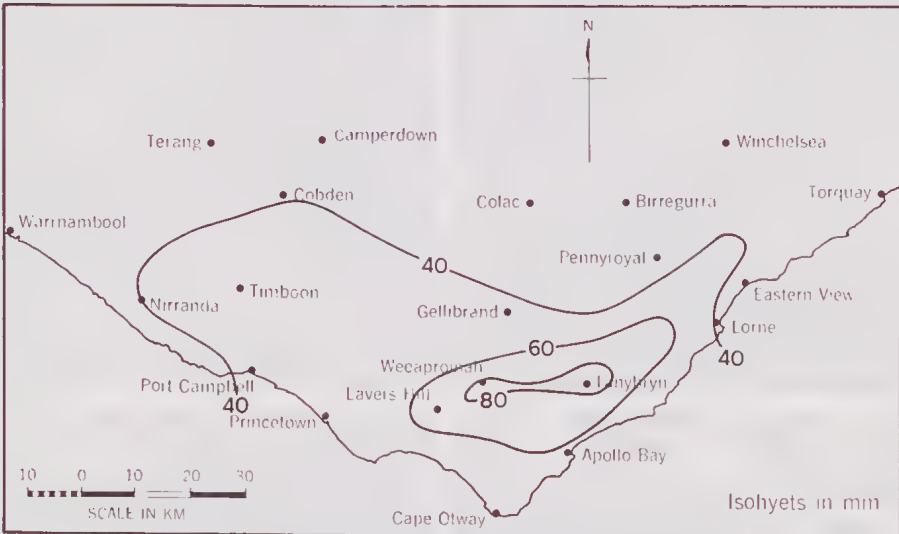 N
Terang
Camperdown
Winchelsea
Cobden
Colac
Birregurra
Torquay
Warrnambool
40
Pennyroyal
Nirranda
Timboon
Gellibrand
Eastern View
Lorne
60
40
Weeaproinah
Port Campbell
Lavers Hill
80
Tanybryn
40
Princetown
Apollo Bay
10 0 10 20 30
SCALE IN KM
Cape Otway
Isohyets in mm